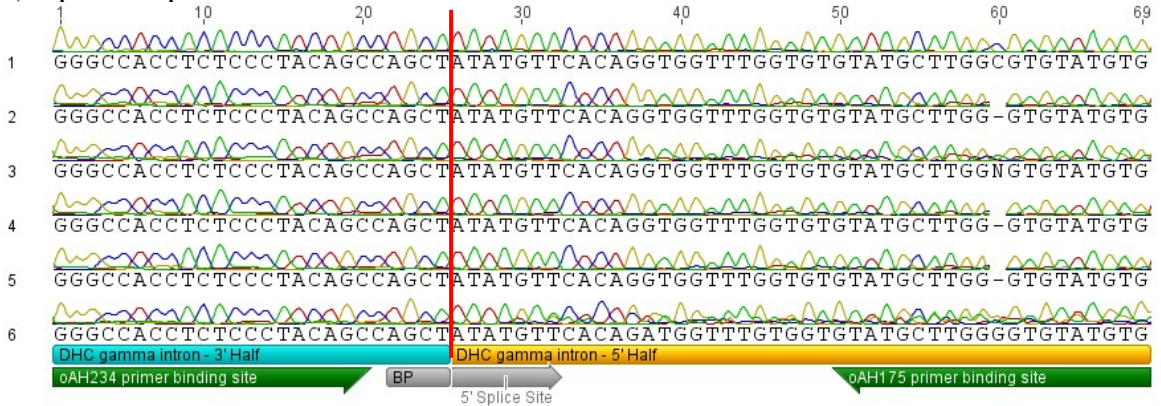 1 10 20 30 40 50 60 69
1 GGGCCACCTCTCCCTACAGCCAGCTATATGTTCACAGGTGGTTTGGTGTGTATGCTTGGCGTGTATGTG
2 GGGCCACCTCTCCCTACAGCCAGCTATATGTTCACAGGTGGTTTGGTGTGTATGCTTGG-GTGTATGTG
3 GGGCCACCTCTCCCTACAGCCAGCTATATGTTCACAGGTGGTTTGGTGTGTATGCTTGGNGTGTATGTG
4 GGGCCACCTCTCCCTACAGCCAGCTATATGTTCACAGGTGGTTTGGTGTGTATGCTTGG-GTGTATGTG
5 GGGCCACCTCTCCCTACAGCCAGCTATATGTTCACAGGTGGTTTGGTGTGTATGCTTGG-GTGTATGTG
6 GGGCCACCTCTCCCTACAGCCAGCTATATGTTCACAGATGGTTTGTGGTGTATGCTTGGGGTGTATGTG
DHC gamma intron - 3' Half DHC gamma intron - 5' Half
oAH234 primer binding site BP oAH175 primer binding site
5' Splice Site